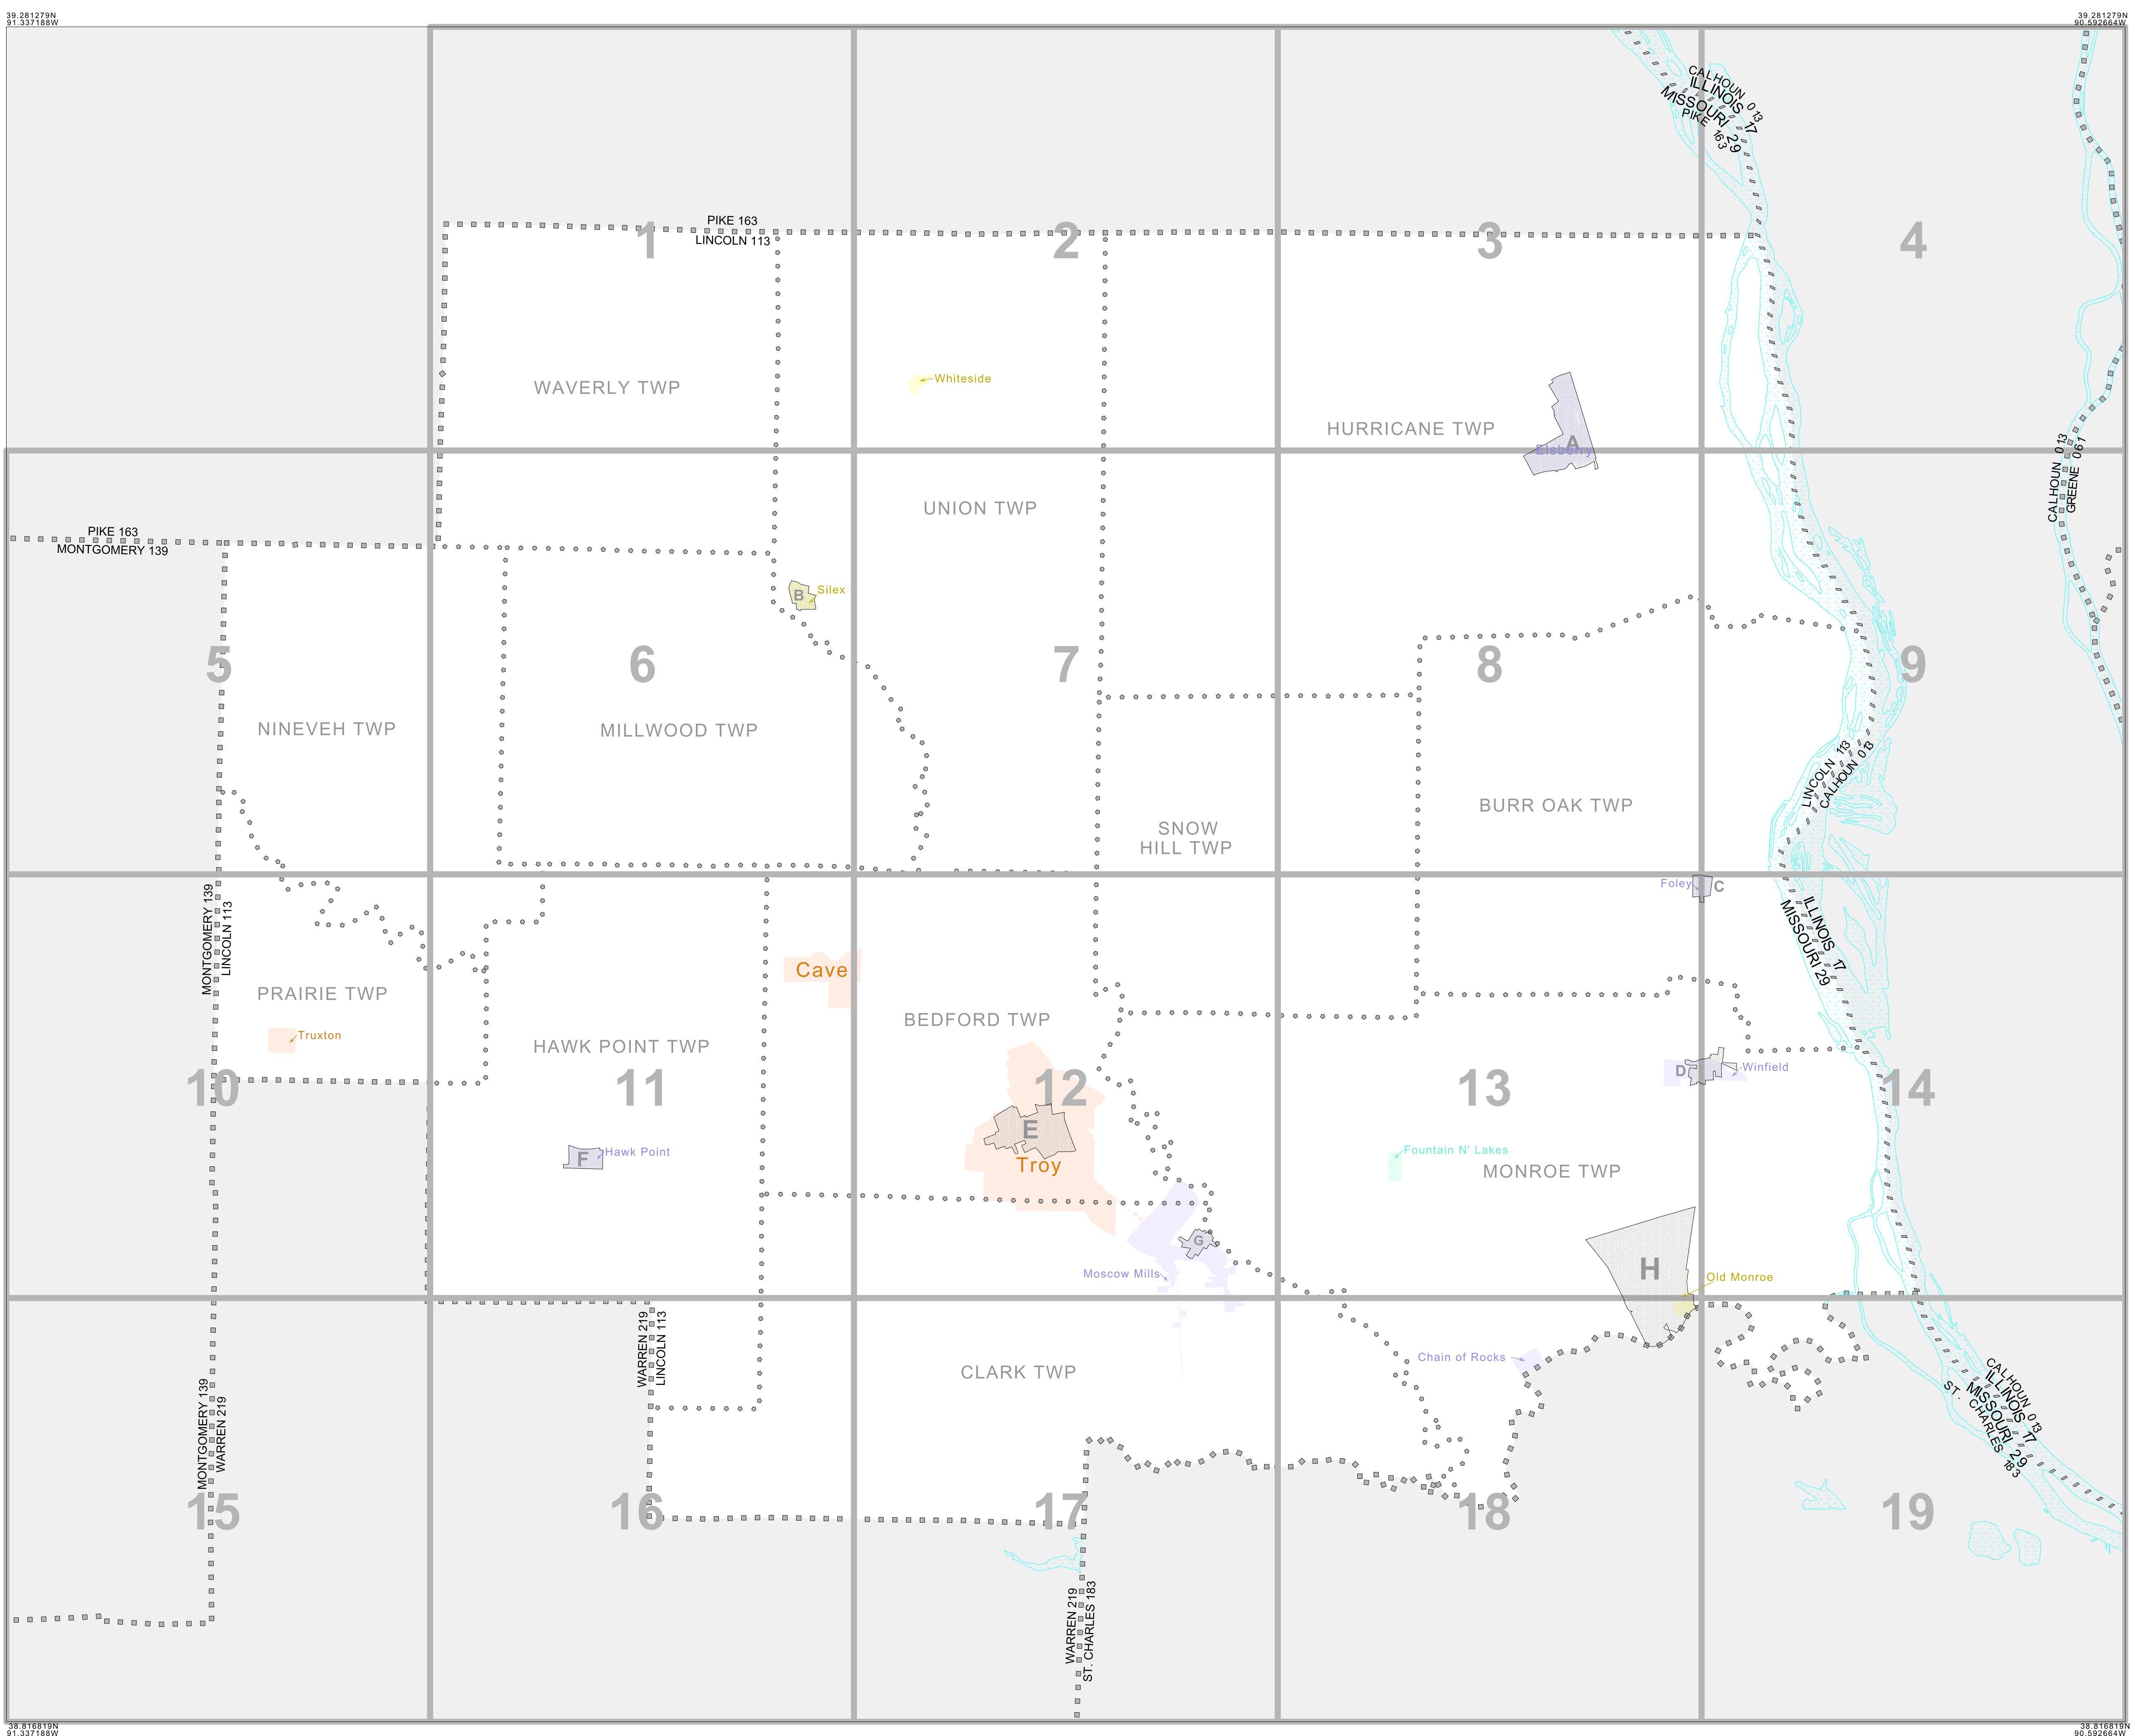 39.281279N
91.337188W
39.281279N
90.592664W
CALHOUN 013
ILLINOIS 17
MISSOURI 29
PIKE 163
PIKE 163
LINCOLN 113
1
2
3
4
WAVERLY TWP
Whiteside
HURRICANE TWP
A
Elsberry
CALHOUN 013
GREENE 061
UNION TWP
PIKE 163
MONTGOMERY 139
B
Silex
5
6
7
8
9
NINEVEH TWP
MILLWOOD TWP
LINCOLN 113
CALHOUN 013
BURR OAK TWP
SNOW
HILL TWP
Foley
C
MONTGOMERY 139
LINCOLN 113
ILLINOIS 17
MISSOURI 29
Cave
PRAIRIE TWP
BEDFORD TWP
Truxton
HAWK POINT TWP
D
Winfield
10
11
12
13
14
E
F
Hawk Point
Troy
Fountain N' Lakes
MONROE TWP
G
Moscow Mills
H
Old Monroe
WARREN 219
LINCOLN 113
Chain of Rocks
CLARK TWP
MONTGOMERY 139
WARREN 219
CALHOUN 013
ILLINOIS 17
MISSOURI 29
ST. CHARLES 183
15
16
17
18
19
WARREN 219
ST. CHARLES 183
38.816819N
91.337188W
38.816819N
90.592664W